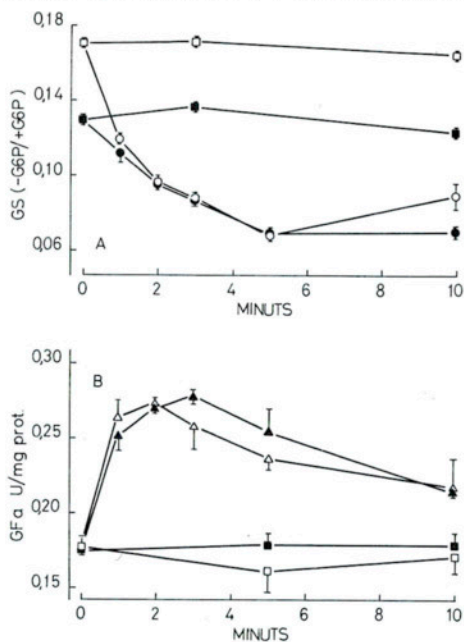 0,18
0,14
0,10
0,06
GS (-G6P/+G6P)
A
0 2 4 6 8 10
MINUTS
0,30
0,25
0,20
0,15
GFa U/mg prot.
B
0 2 4 6 8 10
MINUTS